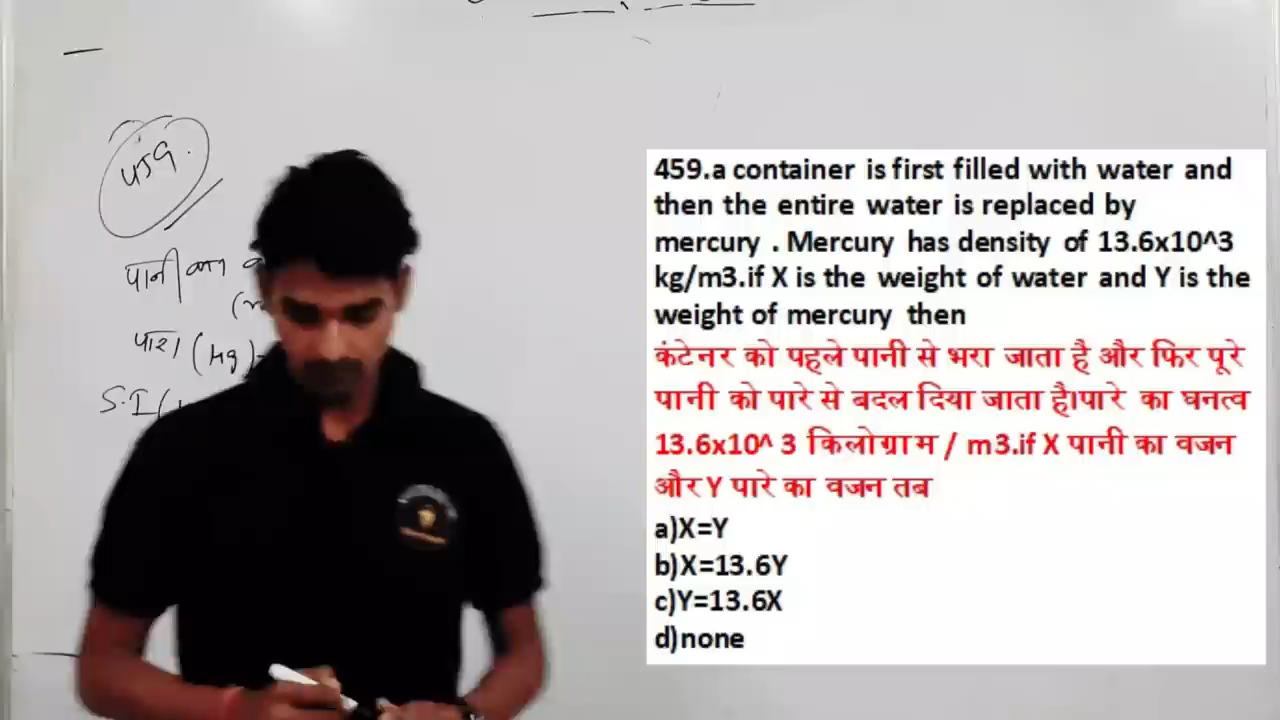 459.
पानी का
पारा (Hg)
S.I
459.a container is first filled with water and
then the entire water is replaced by
mercury . Mercury has density of 13.6x10^3
kg/m3.if X is the weight of water and Y is the
weight of mercury then
कंटेनर को पहले पानी से भरा जाता है और फिर पूरे
पानी को पारे से बदल दिया जाता है।पारे का घनत्व
13.6x10^ 3 किलोग्राम / m3.if X पानी का वजन
और Y पारे का वजन तब
a)X=Y
b)X=13.6Y
c)Y=13.6X
d)none